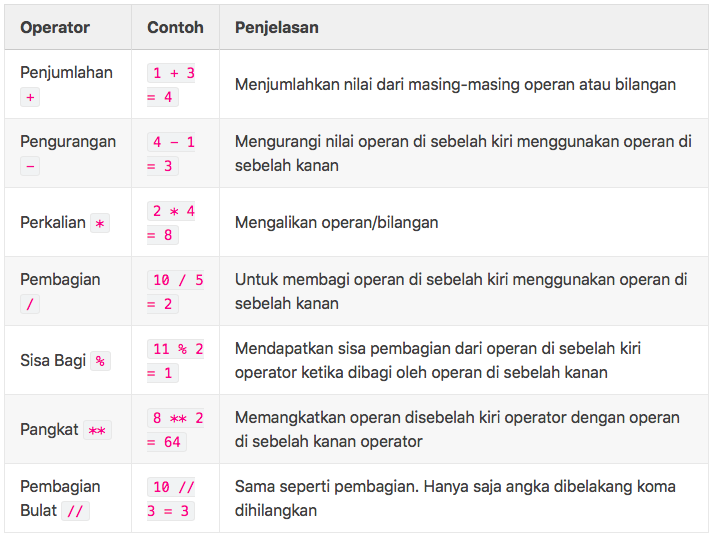 Operator Contoh Penjelasan
Penjumlahan
+
1 + 3
= 4
Menjumlahkan nilai dari masing-masing operan atau bilangan
Pengurangan
-
4 - 1
= 3
Mengurangi nilai operan di sebelah kiri menggunakan operan di
sebelah kanan
Perkalian *
2 * 4
= 8
Mengalikan operan/bilangan
Pembagian
/
10 / 5
= 2
Untuk membagi operan di sebelah kiri menggunakan operan di
sebelah kanan
Sisa Bagi %
11 % 2
= 1
Mendapatkan sisa pembagian dari operan di sebelah kiri
operator ketika dibagi oleh operan di sebelah kanan
Pangkat **
8 ** 2
= 64
Memangkatkan operan disebelah kiri operator dengan operan
di sebelah kanan operator
Pembagian
Bulat //
10 //
3 = 3
Sama seperti pembagian. Hanya saja angka dibelakang koma
dihilangkan